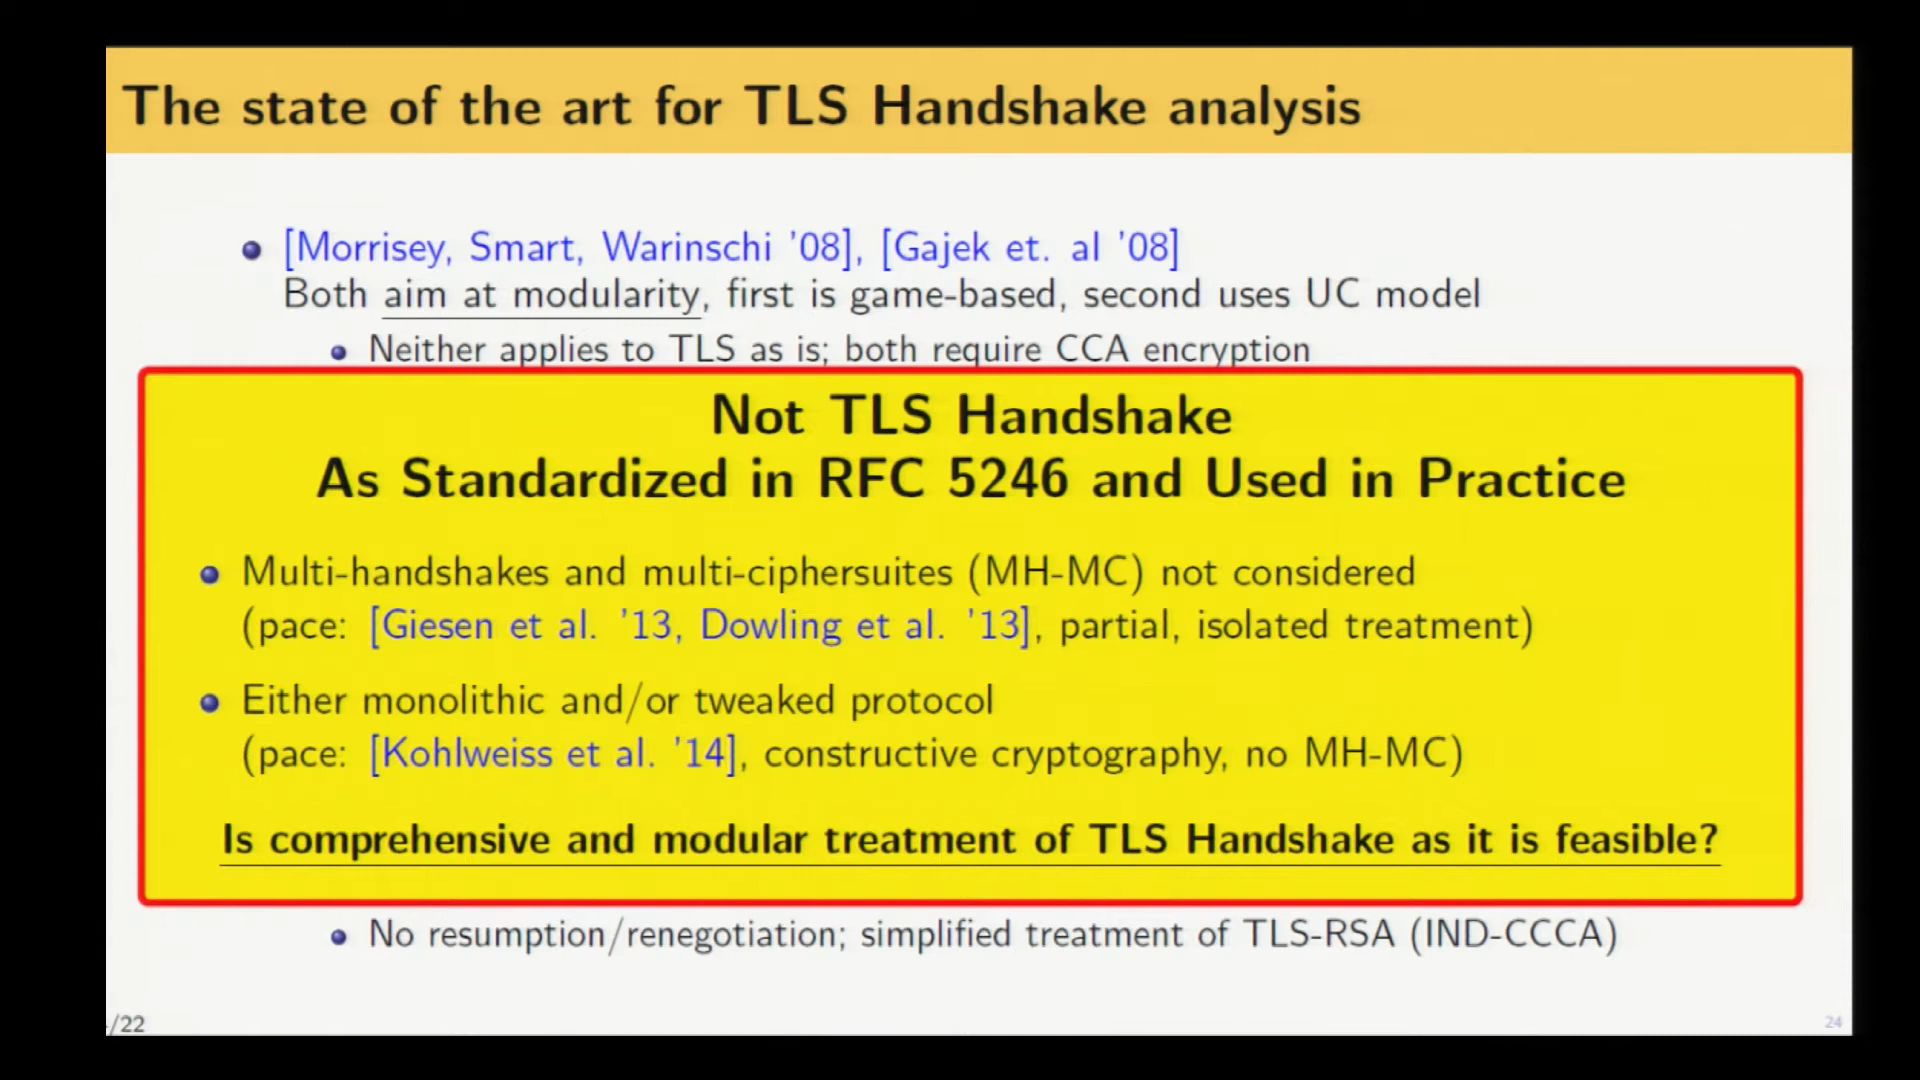 The state of the art for TLS Handshake analysis
[Morrisey, Smart, Warinschi '08], [Gajek et. al '08]
Both aim at modularity, first is game-based, second uses UC model
Neither applies to TLS as is; both require CCA encryption
Not TLS Handshake
As Standardized in RFC 5246 and Used in Practice
Multi-handshakes and multi-ciphersuites (MH-MC) not considered
(pace: [Giesen et al. '13, Dowling et al. '13], partial, isolated treatment)
Either monolithic and/or tweaked protocol
(pace: [Kohlweiss et al. '14], constructive cryptography, no MH-MC)
Is comprehensive and modular treatment of TLS Handshake as it is feasible?
No resumption/renegotiation; simplified treatment of TLS-RSA (IND-CCCA)
/22
24